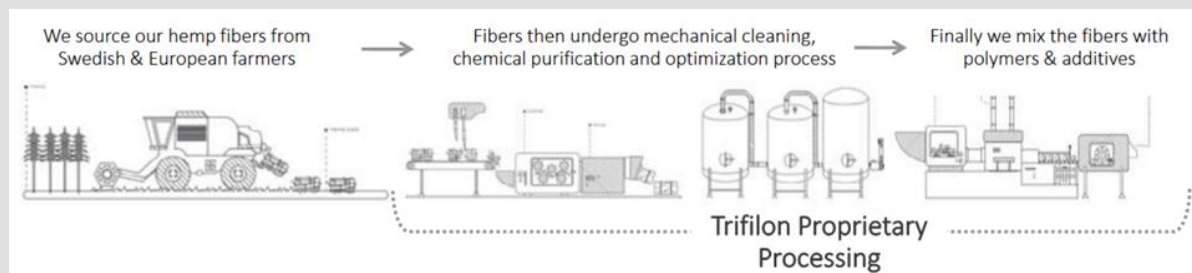 We source our hemp fibers from
Swedish & European farmers
Fibers then undergo mechanical cleaning,
chemical purification and optimization process
Finally we mix the fibers with
polymers & additives
Trifilon Proprietary
Processing